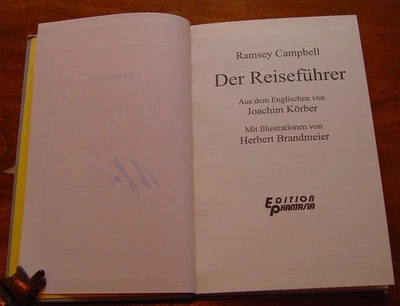 Ramsey Campbell
Der Reiseführer
Aus dem Englischen von
Joachim Körber
Mit Illustrationen von
Herbert Brandmeier
EDITION
PHANTASIA